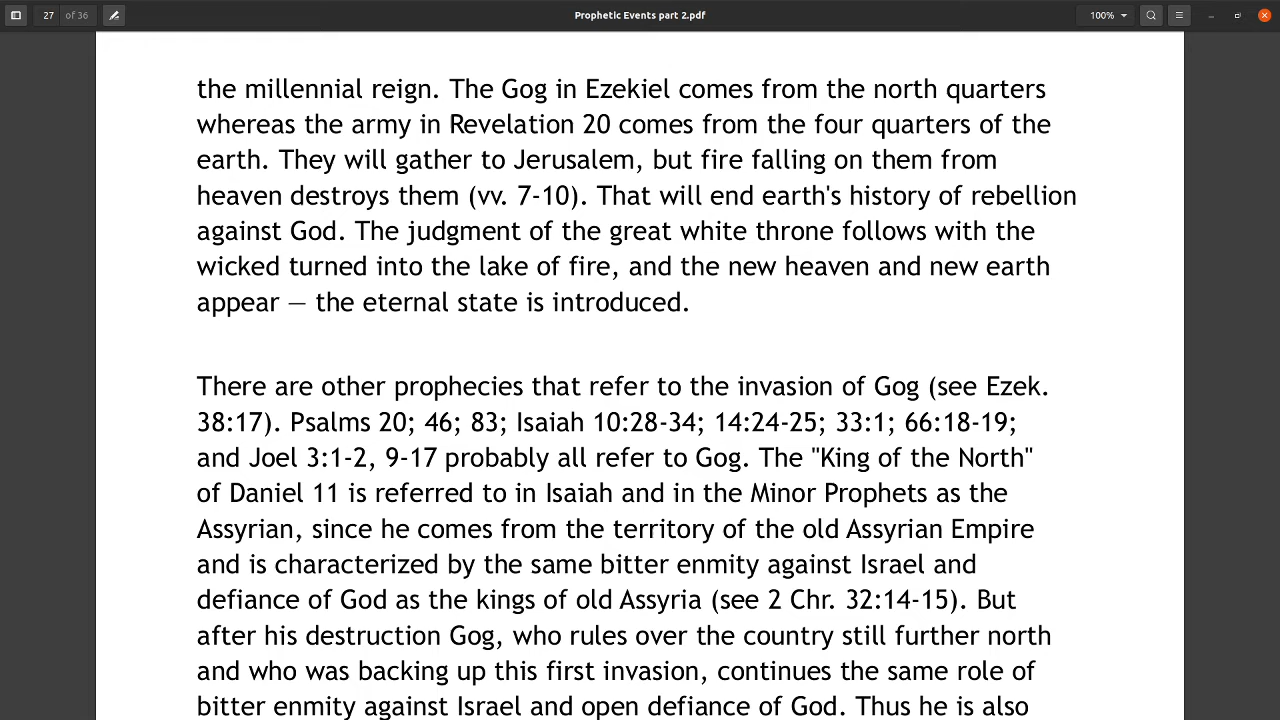 27 of 36
Prophetic Events part 2.pdf
100%
the millennial reign. The Gog in Ezekiel comes from the north quarters
whereas the army in Revelation 20 comes from the four quarters of the
earth. They will gather to Jerusalem, but fire falling on them from
heaven destroys them (vv. 7-10). That will end earth's history of rebellion
against God. The judgment of the great white throne follows with the
wicked turned into the lake of fire, and the new heaven and new earth
appear — the eternal state is introduced.
There are other prophecies that refer to the invasion of Gog (see Ezek.
38:17). Psalms 20; 46; 83; Isaiah 10:28-34; 14:24-25; 33:1; 66:18-19;
and Joel 3:1-2, 9-17 probably all refer to Gog. The "King of the North"
of Daniel 11 is referred to in Isaiah and in the Minor Prophets as the
Assyrian, since he comes from the territory of the old Assyrian Empire
and is characterized by the same bitter enmity against Israel and
defiance of God as the kings of old Assyria (see 2 Chr. 32:14-15). But
after his destruction Gog, who rules over the country still further north
and who was backing up this first invasion, continues the same role of
bitter enmity against Israel and open defiance of God. Thus he is also